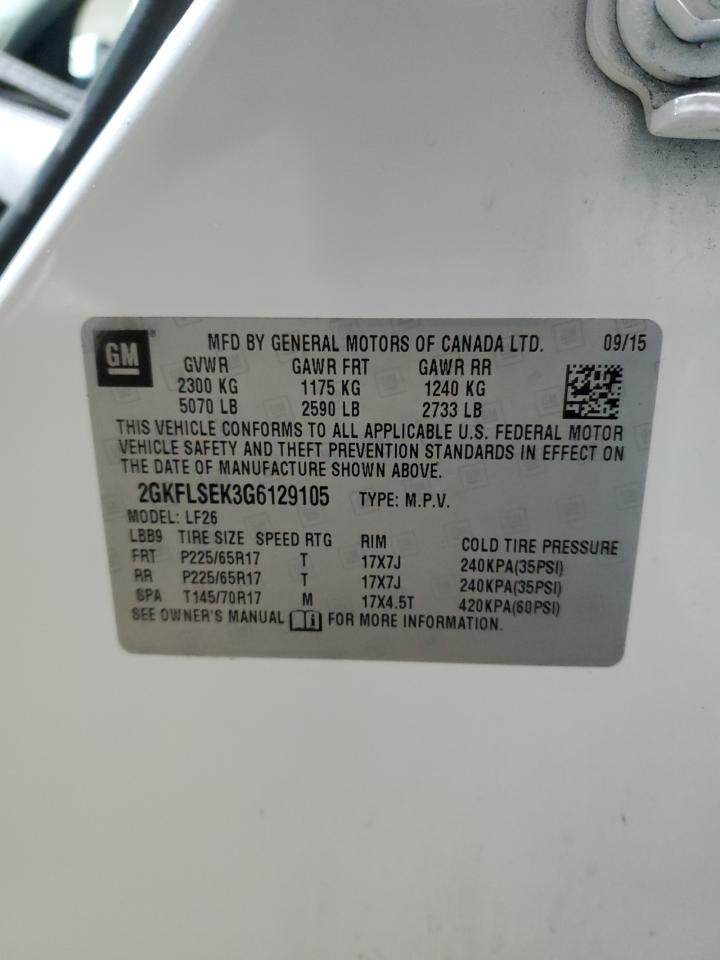 GM
MFD BY GENERAL MOTORS OF CANADA LTD. 09/15
GVWR GAWR FRT GAWR RR
2300 KG 1175 KG 1240 KG
5070 LB 2590 LB 2733 LB
THIS VEHICLE CONFORMS TO ALL APPLICABLE U.S. FEDERAL MOTOR
VEHICLE SAFETY AND THEFT PREVENTION STANDARDS IN EFFECT ON
THE DATE OF MANUFACTURE SHOWN ABOVE.
2GKFLSEK3G6129105 TYPE: M.P.V.
MODEL: LF26
LBB9 TIRE SIZE SPEED RTG RIM COLD TIRE PRESSURE
FRT P225/65R17 T 17X7J 240KPA(35PSI)
RR P225/65R17 T 17X7J 240KPA(35PSI)
SPA T145/70R17 M 17X4.5T 420KPA(60PSI)
SEE OWNER'S MANUAL i FOR MORE INFORMATION.